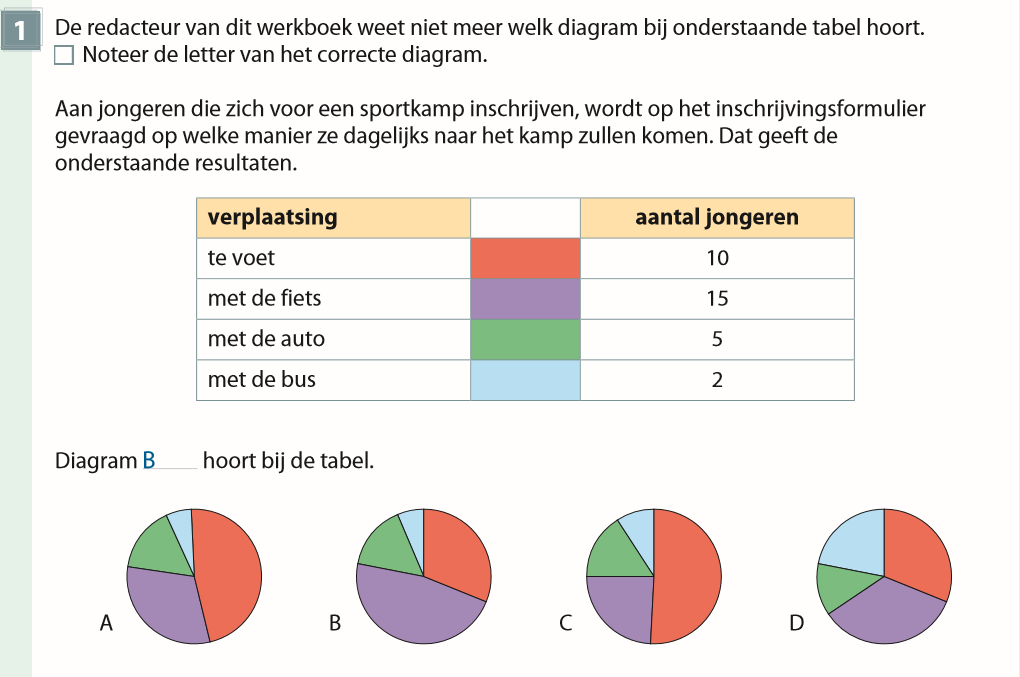 1 De redacteur van dit werkboek weet niet meer welk diagram bij onderstaande tabel hoort.
Noteer de letter van het correcte diagram.
Aan jongeren die zich voor een sportkamp inschrijven, wordt op het inschrijvingsformulier
gevraagd op welke manier ze dagelijks naar het kamp zullen komen. Dat geeft de
onderstaande resultaten.
verplaatsing aantal jongeren
te voet 10
met de fiets 15
met de auto 5
met de bus 2
Diagram B hoort bij de tabel.
A B C D